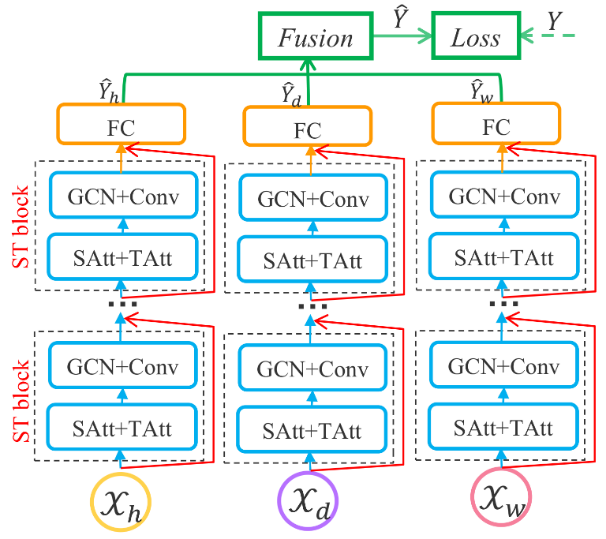 Fusion Ŷ Loss Y
Ŷ_h Ŷ_d Ŷ_w
FC FC FC
ST block
GCN+Conv GCN+Conv GCN+Conv
SAtt+TAtt SAtt+TAtt SAtt+TAtt
... ... ...
ST block
GCN+Conv GCN+Conv GCN+Conv
SAtt+TAtt SAtt+TAtt SAtt+TAtt
𝒳_h 𝒳_d 𝒳_w